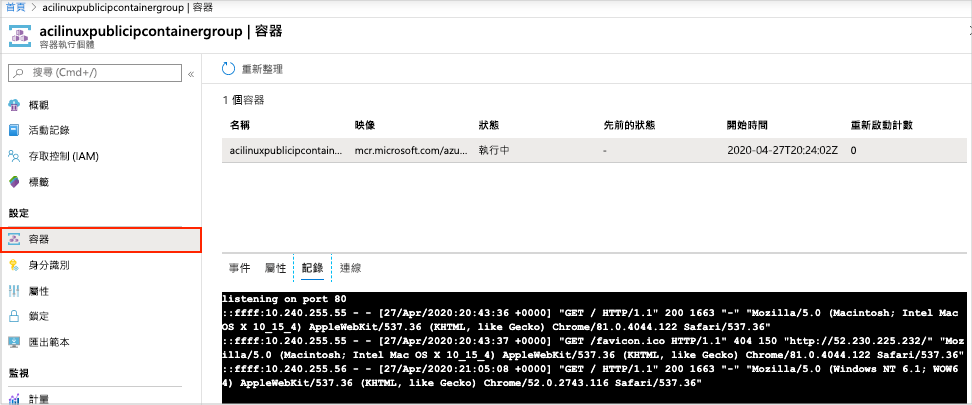 首頁 > acilinuxpublicipcontainergroup | 容器
acilinuxpublicipcontainergroup | 容器
容器執行個體
搜尋 (Cmd+/)
«
重新整理
概觀
活動記錄
存取控制 (IAM)
標籤
設定
容器
身分識別
屬性
鎖定
匯出範本
監視
計量
1 個容器
名稱 映像 狀態 先前的狀態 開始時間 重新啟動計數
acilinuxpublicipcontain... mcr.microsoft.com/azu... 執行中 - 2020-04-27T20:24:02Z 0
事件 屬性 記錄 連線
listening on port 80
::ffff:10.240.255.55 - - [27/Apr/2020:20:43:36 +0000] "GET / HTTP/1.1" 200 1663 "-" "Mozilla/5.0 (Macintosh; Intel Mac
OS X 10_15_4) AppleWebKit/537.36 (KHTML, like Gecko) Chrome/81.0.4044.122 Safari/537.36"
::ffff:10.240.255.55 - - [27/Apr/2020:20:43:37 +0000] "GET /favicon.ico HTTP/1.1" 404 150 "http://52.230.225.232/" "Moz
illa/5.0 (Macintosh; Intel Mac OS X 10_15_4) AppleWebKit/537.36 (KHTML, like Gecko) Chrome/81.0.4044.122 Safari/537.36"
::ffff:10.240.255.56 - - [27/Apr/2020:21:05:08 +0000] "GET / HTTP/1.1" 200 1663 "-" "Mozilla/5.0 (Windows NT 6.1; WOW6
4) AppleWebKit/537.36 (KHTML, like Gecko) Chrome/52.0.2743.116 Safari/537.36"